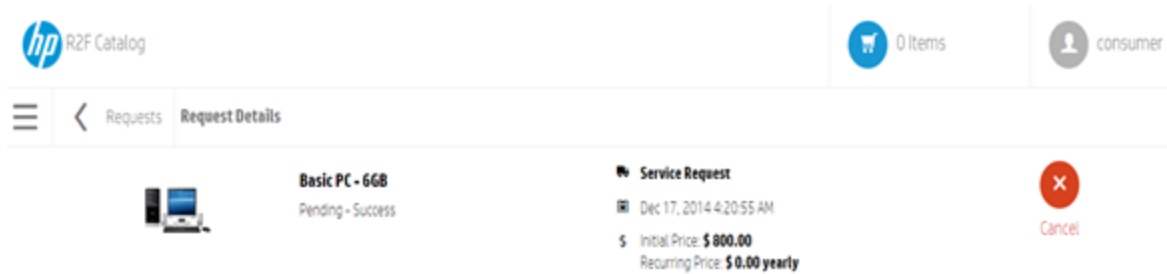 hp R2F Catalog
0 Items
consumer
Requests Request Details
Basic PC - 6GB
Pending - Success
Service Request
Dec 17, 2014 4:20:55 AM
$ Initial Price: $ 800.00
Recurring Price: $ 0.00 yearly
Cancel